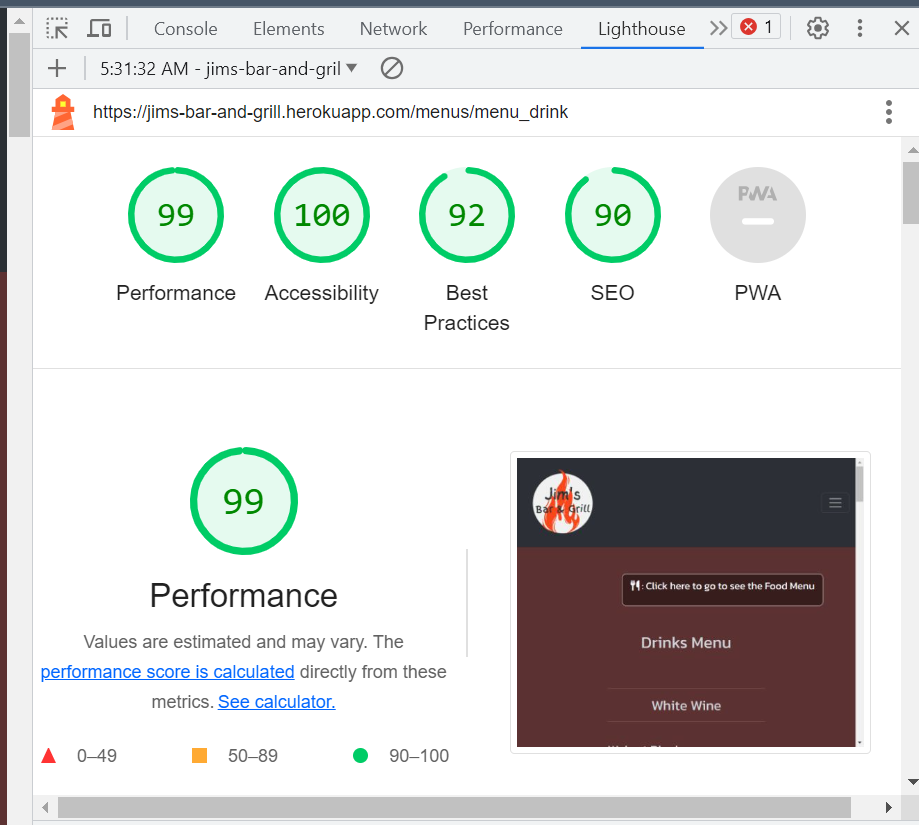 Console Elements Network Performance Lighthouse 1
5:31:32 AM - jims-bar-and-gril
https://jims-bar-and-grill.herokuapp.com/menus/menu_drink
99 100 92 90 PWA
Performance Accessibility Best Practices SEO PWA
99
Performance
Values are estimated and may vary. The
performance score is calculated directly from these
metrics. See calculator.
0–49 50–89 90–100
Jim's
Bar & Grill
: Click here to go to see the Food Menu
Drinks Menu
White Wine